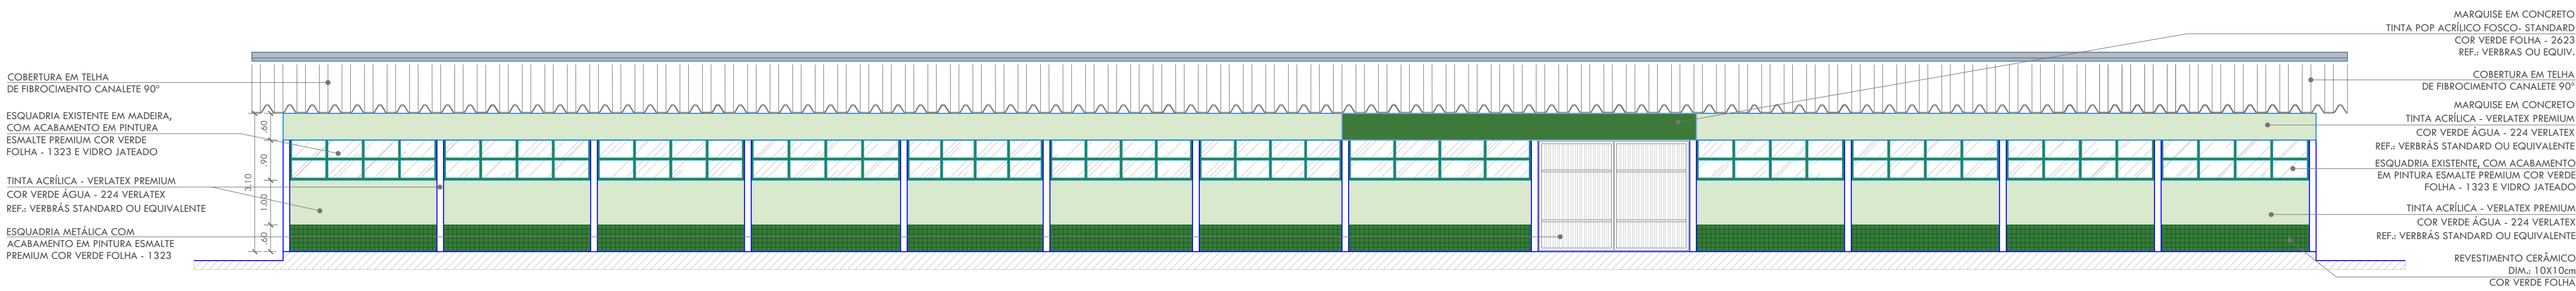 COBERTURA EM TELHA
DE FIBROCIMENTO CANALETE 90°
ESQUADRIA EXISTENTE EM MADEIRA,
COM ACABAMENTO EM PINTURA
ESMALTE PREMIUM COR VERDE
FOLHA - 1323 E VIDRO JATEADO
TINTA ACRÍLICA - VERLATEX PREMIUM
COR VERDE ÁGUA - 224 VERLATEX
REF.: VERBRÁS STANDARD OU EQUIVALENTE
ESQUADRIA METÁLICA COM
ACABAMENTO EM PINTURA ESMALTE
PREMIUM COR VERDE FOLHA - 1323
3.10
.60
.90
1.00
.60
MARQUISE EM CONCRETO
TINTA POP ACRÍLICO FOSCO- STANDARD
COR VERDE FOLHA - 2623
REF.: VERBRAS OU EQUIV.
COBERTURA EM TELHA
DE FIBROCIMENTO CANALETE 90°
MARQUISE EM CONCRETO
TINTA ACRÍLICA - VERLATEX PREMIUM
COR VERDE ÁGUA - 224 VERLATEX
REF.: VERBRÁS STANDARD OU EQUIVALENTE
ESQUADRIA EXISTENTE, COM ACABAMENTO
EM PINTURA ESMALTE PREMIUM COR VERDE
FOLHA - 1323 E VIDRO JATEADO
TINTA ACRÍLICA - VERLATEX PREMIUM
COR VERDE ÁGUA - 224 VERLATEX
REF.: VERBRÁS STANDARD OU EQUIVALENTE
REVESTIMENTO CERÂMICO
DIM.: 10X10cm
COR VERDE FOLHA